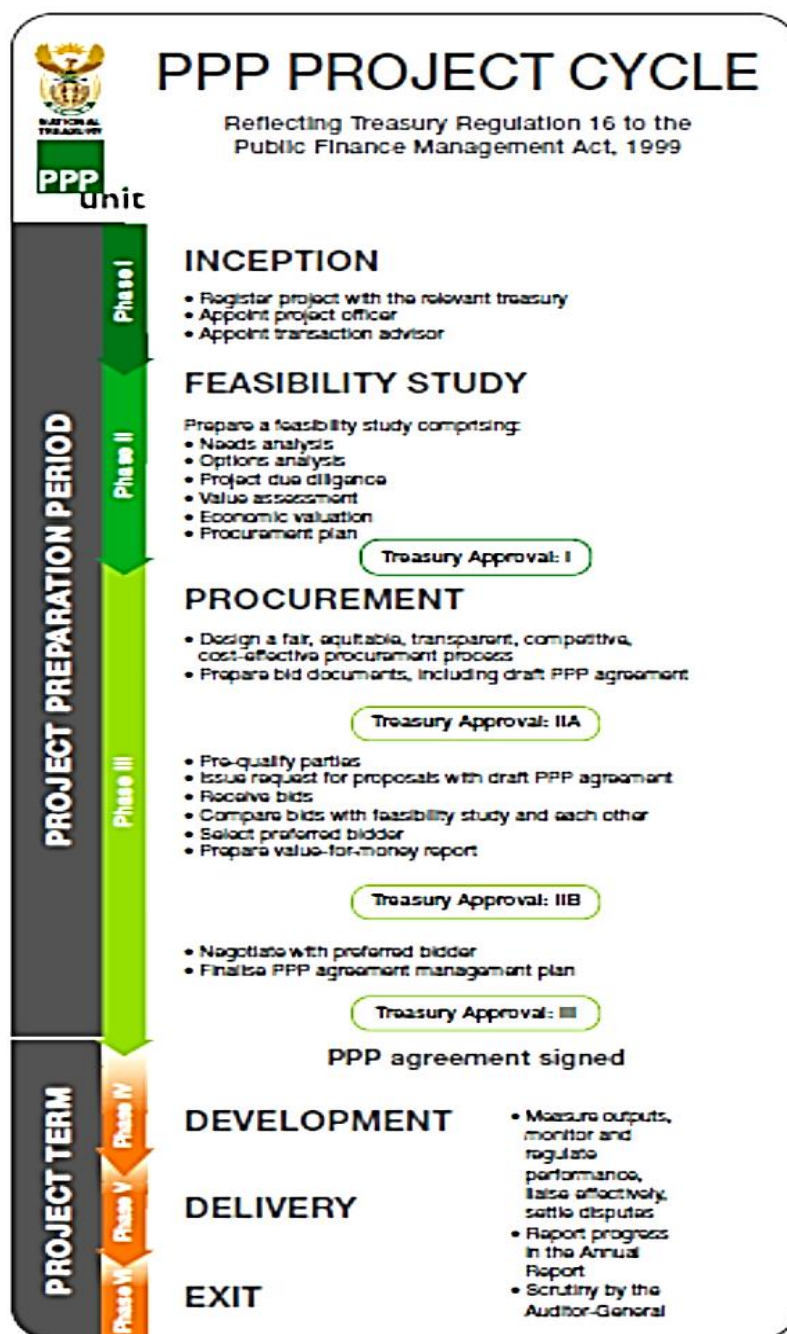 PPP PROJECT CYCLE
Reflecting Treasury Regulation 16 to the
Public Finance Management Act, 1999
NATIONAL
TREASURY
PPP
unit
PROJECT PREPARATION PERIOD
Phase I
INCEPTION
• Register project with the relevant treasury
• Appoint project officer
• Appoint transaction advisor
Phase II
FEASIBILITY STUDY
Prepare a feasibility study comprising:
• Needs analysis
• Options analysis
• Project due diligence
• Value assessment
• Economic valuation
• Procurement plan
Treasury Approval: I
Phase III
PROCUREMENT
• Design a fair, equitable, transparent, competitive,
cost-effective procurement process
• Prepare bid documents, including draft PPP agreement
Treasury Approval: IIA
• Pre-qualify parties
• Issue request for proposals with draft PPP agreement
• Receive bids
• Compare bids with feasibility study and each other
• Select preferred bidder
• Prepare value-for-money report
Treasury Approval: IIB
• Negotiate with preferred bidder
• Finalise PPP agreement management plan
Treasury Approval: III
PPP agreement signed
PROJECT TERM
Phase IV
DEVELOPMENT
Phase V
DELIVERY
Phase VI
EXIT
• Measure outputs,
monitor and
regulate
performance,
liaise effectively,
settle disputes
• Report progress
in the Annual
Report
• Scrutiny by the
Auditor-General